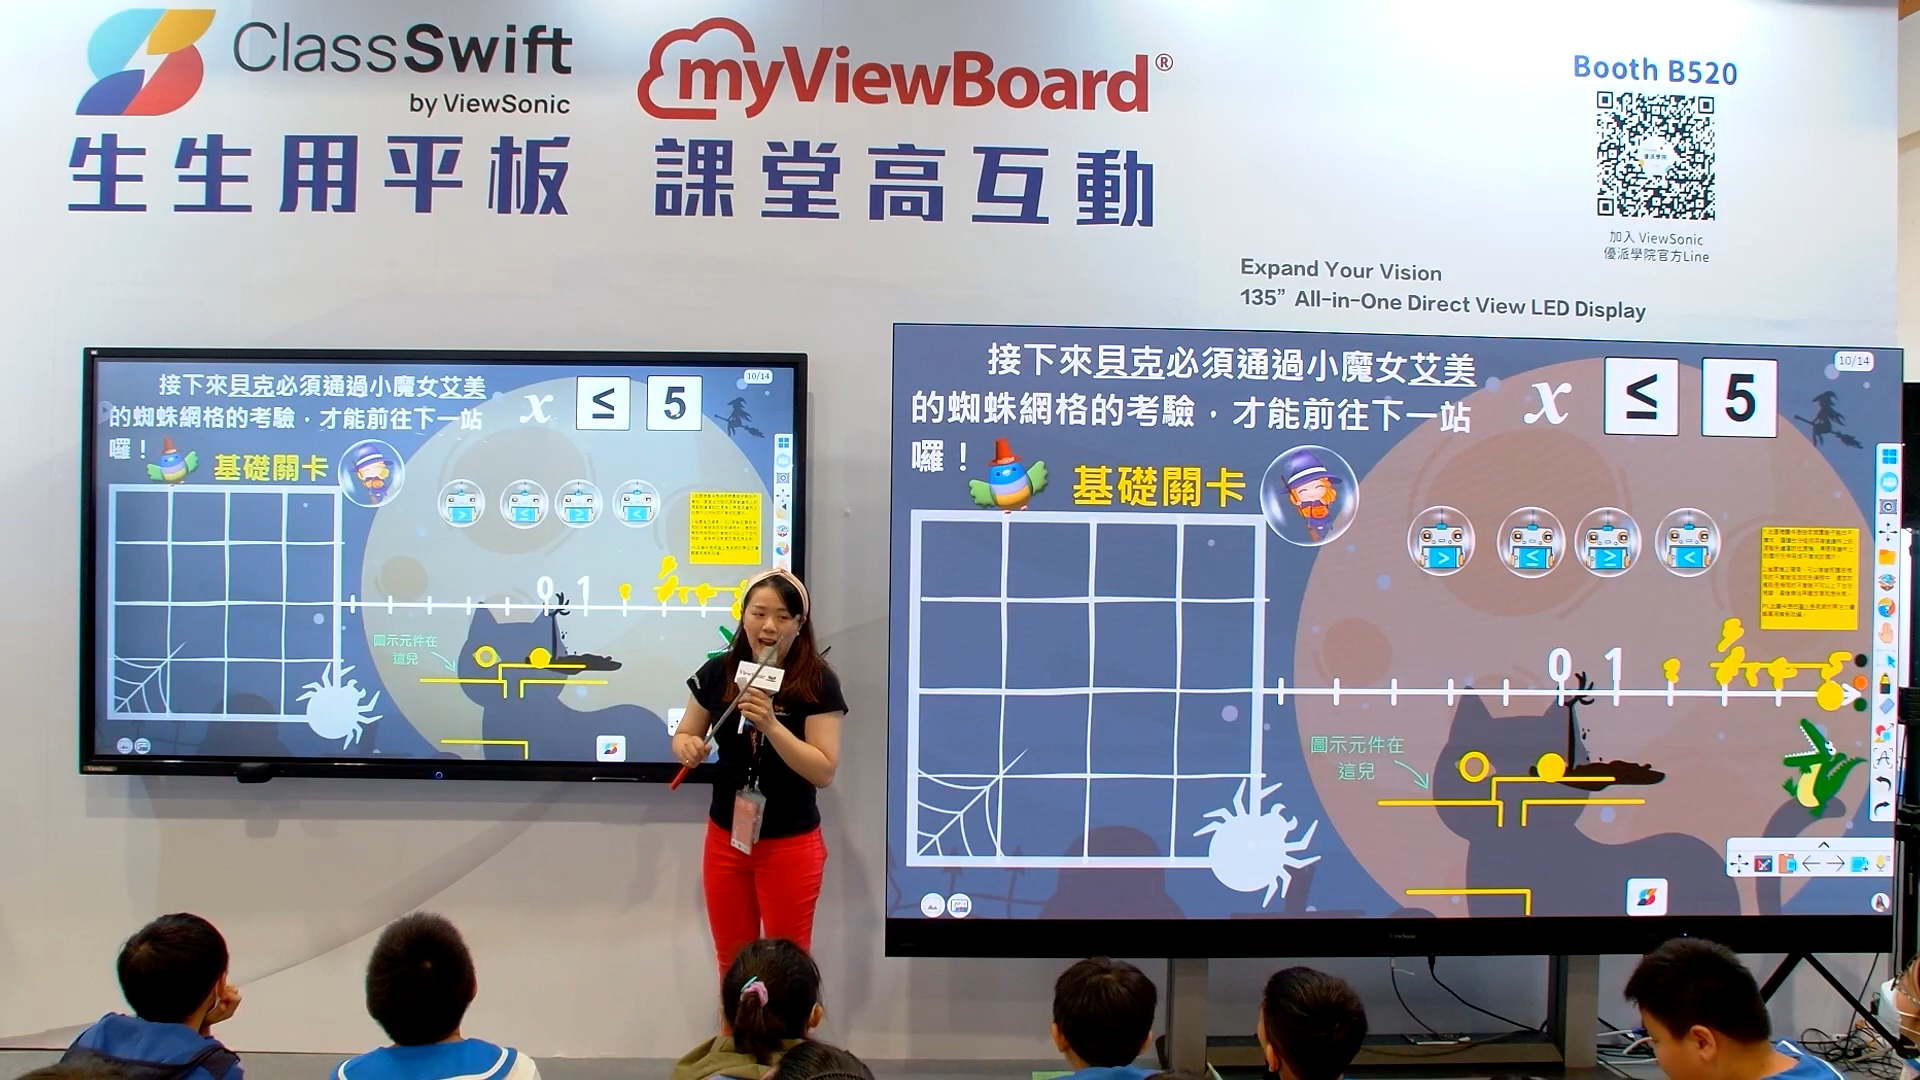 ClassSwift
by ViewSonic
myViewBoard®
生生用平板 課堂高互動
Booth B520
加入 ViewSonic
優派學院官方Line
Expand Your Vision
135” All-in-One Direct View LED Display
接下來貝克必須通過小魔女艾美
的蜘蛛網格的考驗，才能前往下一站
囉！
基礎關卡
x ≤ 5
10/14
> ≤ ≥ <
0 1
圖示元件在
這兒
接下來貝克必須通過小魔女艾美
的蜘蛛網格的考驗，才能前往下一站
囉！
基礎關卡
x ≤ 5
10/14
> ≤ ≥ <
0 1
圖示元件在
這兒